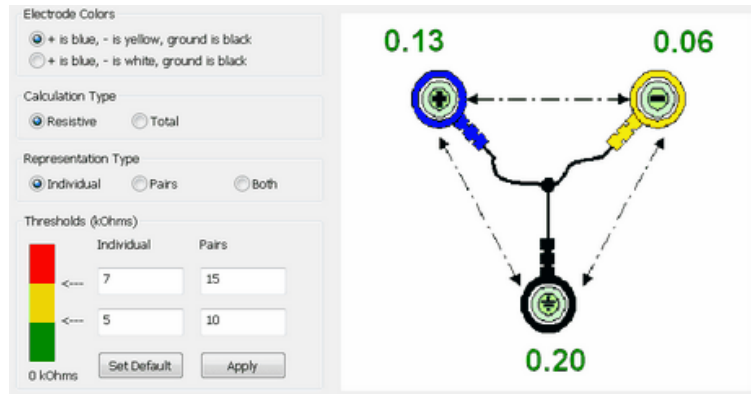 Electrode Colors
+ is blue, - is yellow, ground is black
+ is blue, - is white, ground is black
Calculation Type
Resistive Total
Representation Type
Individual Pairs Both
Thresholds (kOhms)
Individual Pairs
<--- 7 15
<--- 5 10
0 kOhms Set Default Apply
0.13 0.06
+ -
0.20